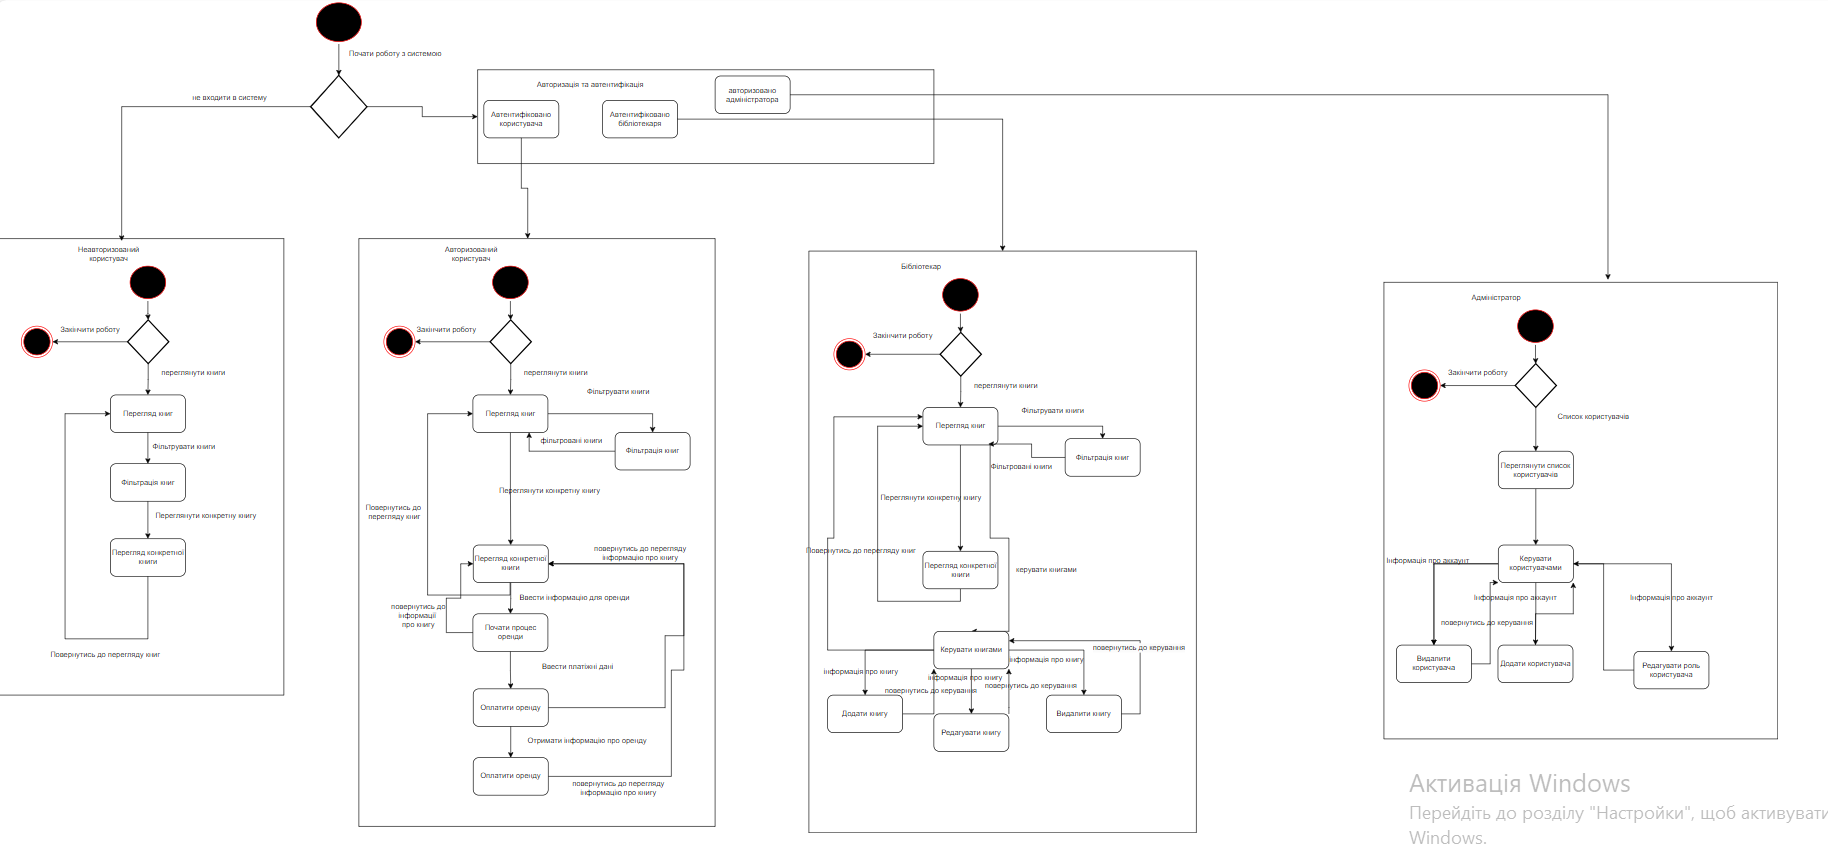 Почати роботу з системою
не входити в систему
Авторизація та автентифікація
Автентифіковано
користувача
Автентифіковано
бібліотекаря
авторизовано
адміністратора
Неавторизований
користувач
Закінчити роботу
переглянути книги
Перегляд книг
Фільтрувати книги
Фільтрація книг
Переглянути конкретну книгу
Перегляд конкретної
книги
Повернутись до перегляду книг
Авторизований
користувач
Закінчити роботу
переглянути книги
Фільтрувати книги
Перегляд книг
фільтровані книги
Фільтрація книг
Переглянути конкретну книгу
Повернутись до
перегляду книг
Перегляд конкретної
книги
повернутись до перегляду
інформацію про книгу
Ввести інформацію для оренди
повернутись до
інформації
про книгу
Почати процес
оренди
Ввести платіжні дані
Оплатити оренду
Отримати інформацію про оренду
Оплатити оренду
повернутись до перегляду
інформацію про книгу
Бібліотекар
Закінчити роботу
переглянути книги
Фільтрувати книги
Перегляд книг
Фільтровані книги
Фільтрація книг
Переглянути конкретну книгу
Повернутись до перегляду книг
Перегляд конкретної
книги
керувати книгами
Керувати книгами
повернутись до керування
інформація про книгу
інформація про книгу
інформація про книгу
повернутись до керування
повернутись до керування
Додати книгу
Редагувати книгу
Видалити книгу
Адміністратор
Закінчити роботу
Список користувачів
Переглянути список
користувачів
Керувати
користувачами
Інформація про аккаунт
Інформація про аккаунт
Інформація про аккаунт
повернутись до керування
Видалити
користувача
Додати користувача
Редагувати роль
користувача
Активація Windows
Перейдіть до розділу "Настройки", щоб активувати
Windows.